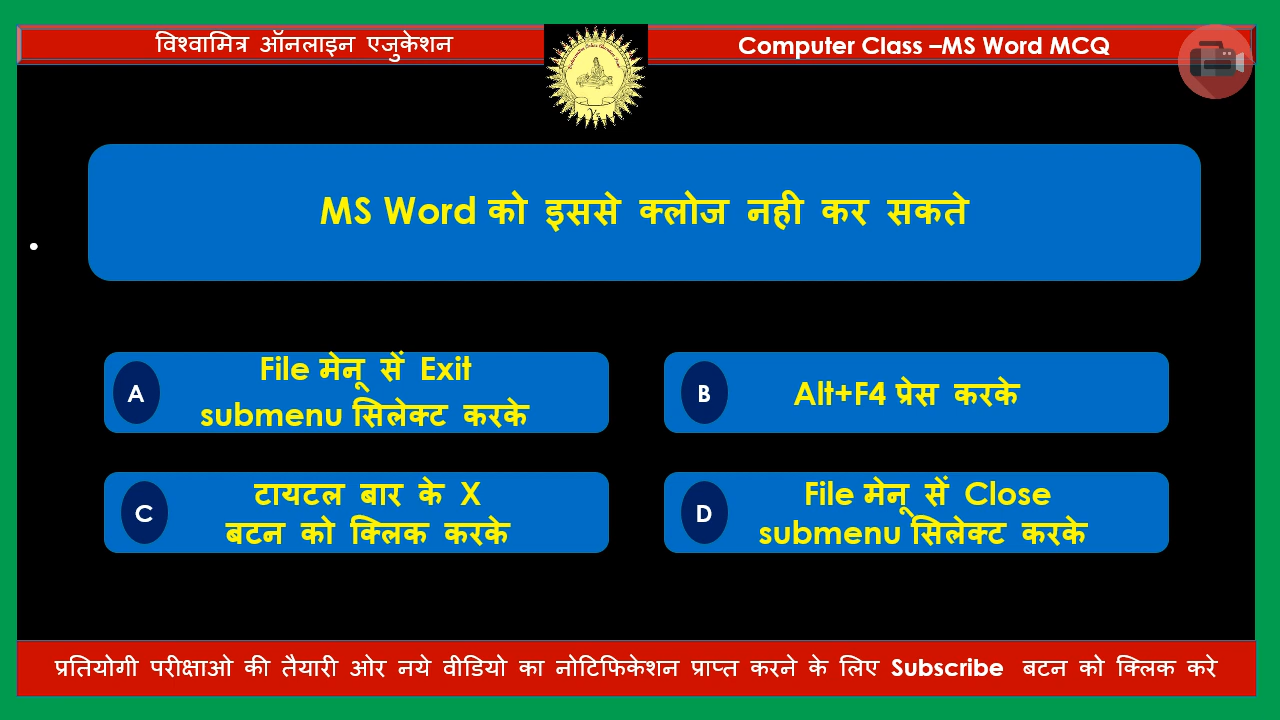 विश्वामित्र ऑनलाइन एजुकेशन
Computer Class –MS Word MCQ
MS Word को इससे क्लोज नही कर सकते
A
File मेनू सें Exit
submenu सिलेक्ट करके
B
Alt+F4 प्रेस करके
C
टायटल बार के X
बटन को क्लिक करके
D
File मेनू सें Close
submenu सिलेक्ट करके
प्रतियोगी परीक्षाओ की तैयारी ओर नये वीडियो का नोटिफिकेशन प्राप्त करने के लिए Subscribe बटन को क्लिक करे